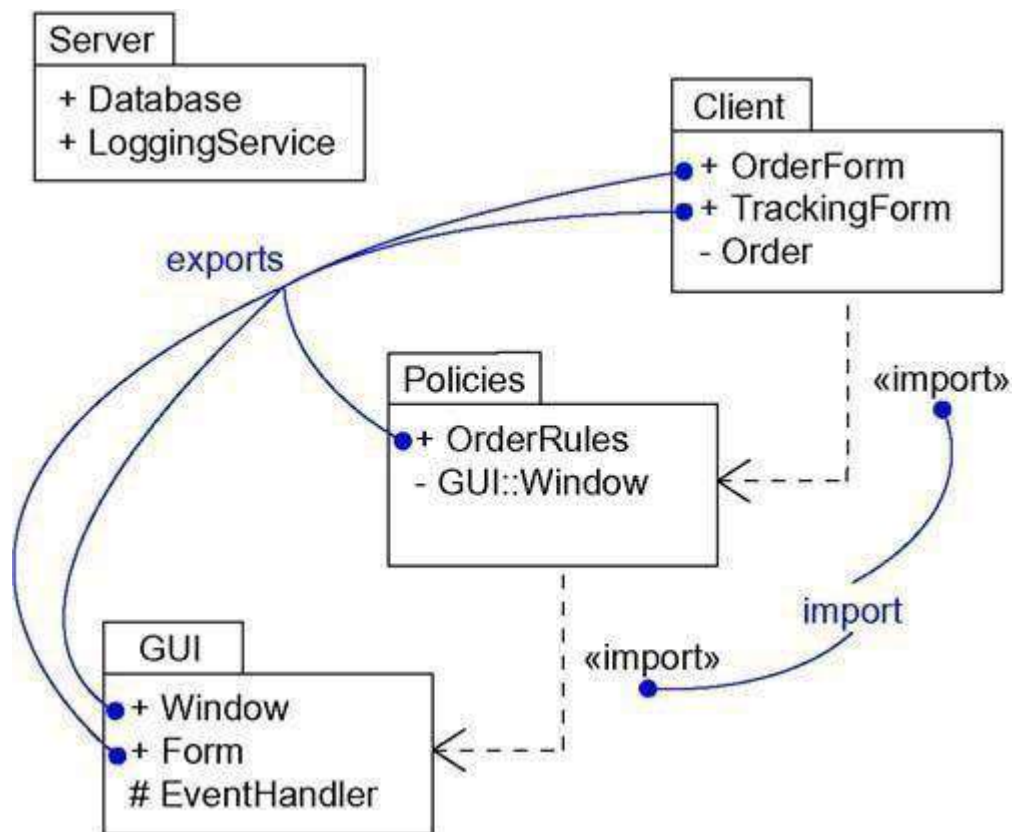 Server
+ Database
+ LoggingService
Client
+ OrderForm
+ TrackingForm
- Order
exports
Policies
+ OrderRules
- GUI::Window
«import»
import
«import»
GUI
+ Window
+ Form
# EventHandler